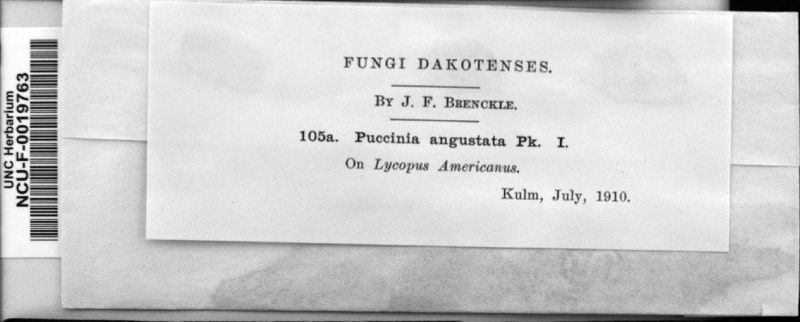 UNC Herbarium
NCU-F-0019763
FUNGI DAKOTENSES.
By J. F. Brenckle.
105a. Puccinia angustata Pk. I.
On Lycopus Americanus.
Kulm, July, 1910.